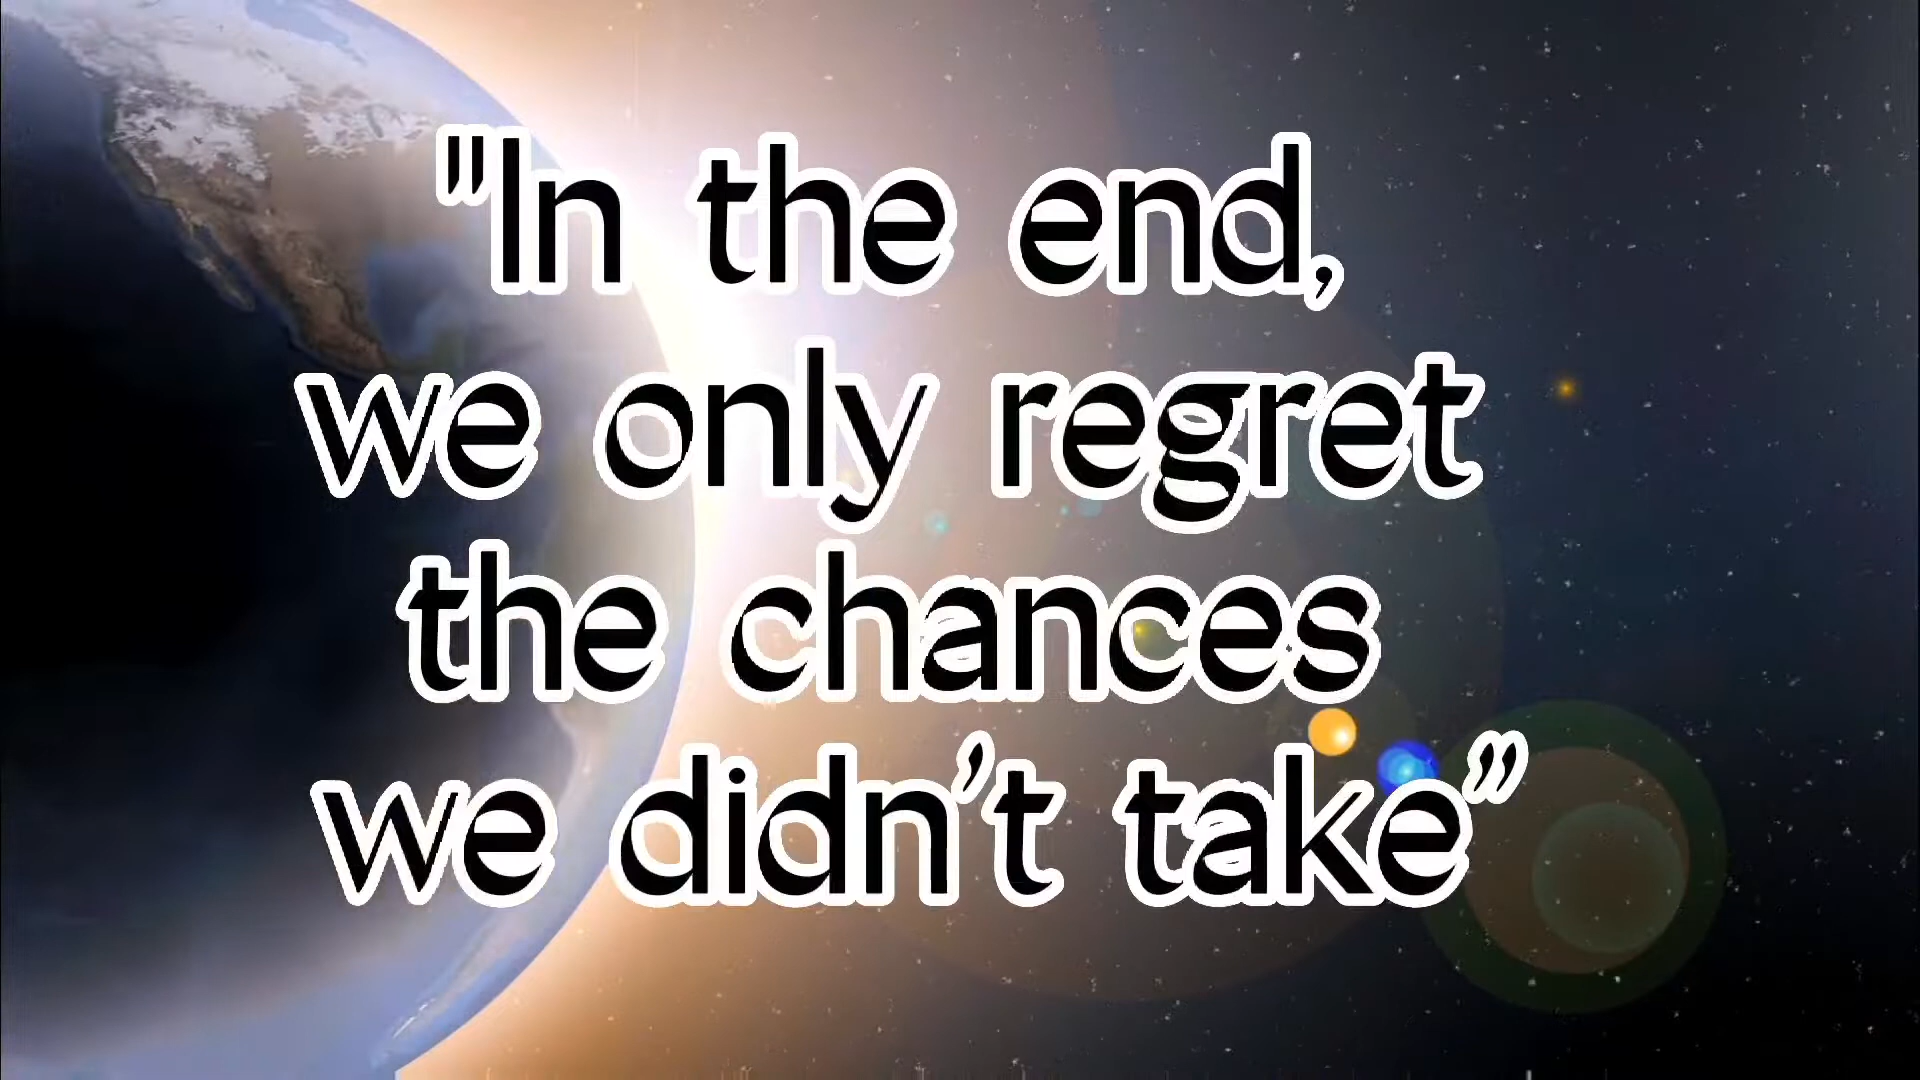 "In the end,
we only regret
the chances
we didn’t take”